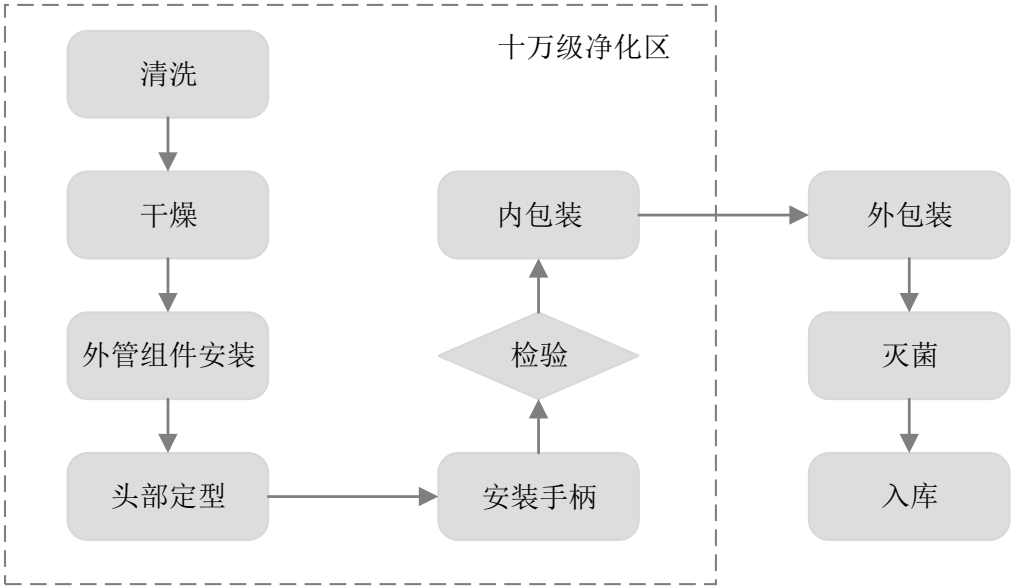 十万级净化区
清洗
干燥
外管组件安装
头部定型
安装手柄
检验
内包装
外包装
灭菌
入库